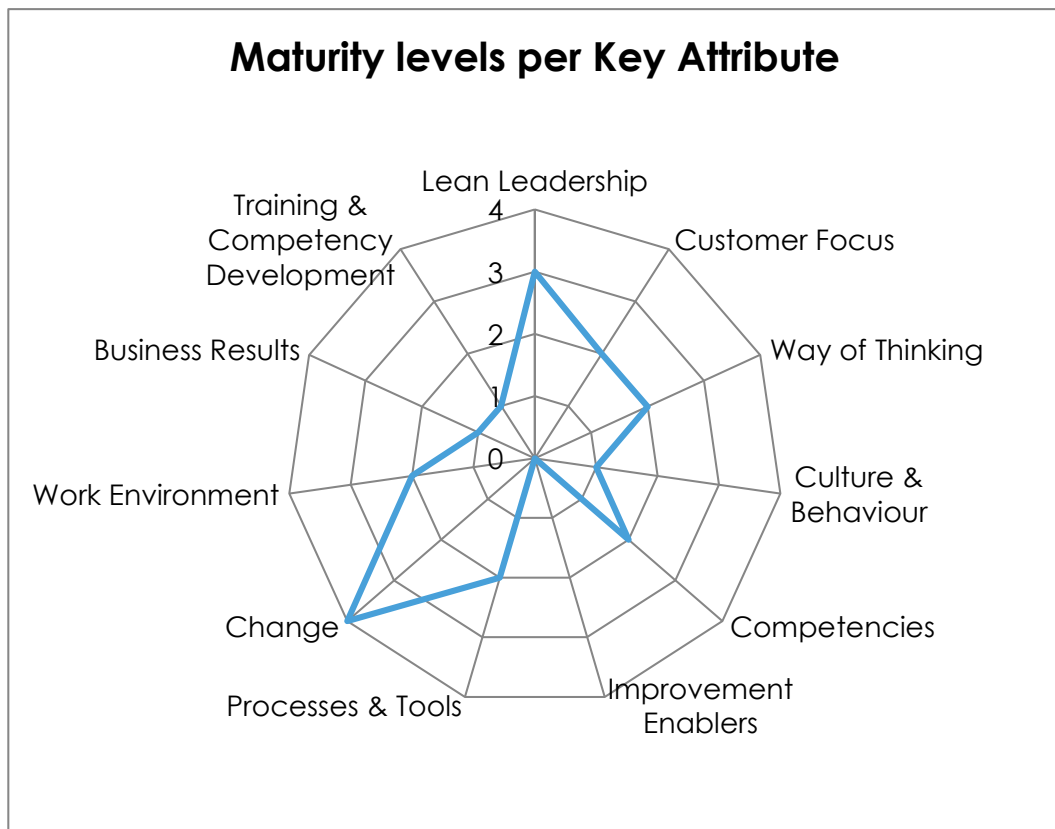 Maturity levels per Key Attribute
Lean Leadership
Training &
Competency
Development
4
Customer Focus
3
2
Business Results
Way of Thinking
1
0
Work Environment
Culture &
Behaviour
Change
Competencies
Processes & Tools
Improvement
Enablers